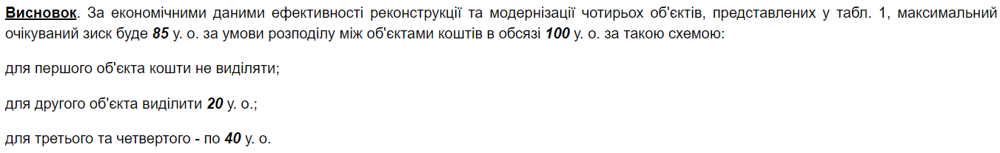 Висновок. За економічними даними ефективності реконструкції та модернізації чотирьох об'єктів, представлених у табл. 1, максимальний
очікуваний зиск буде 85 у. о. за умови розподілу між об'єктами коштів в обсязі 100 у. о. за такою схемою:
для першого об'єкта кошти не виділяти;
для другого об'єкта виділити 20 у. о.;
для третього та четвертого - по 40 у. о.